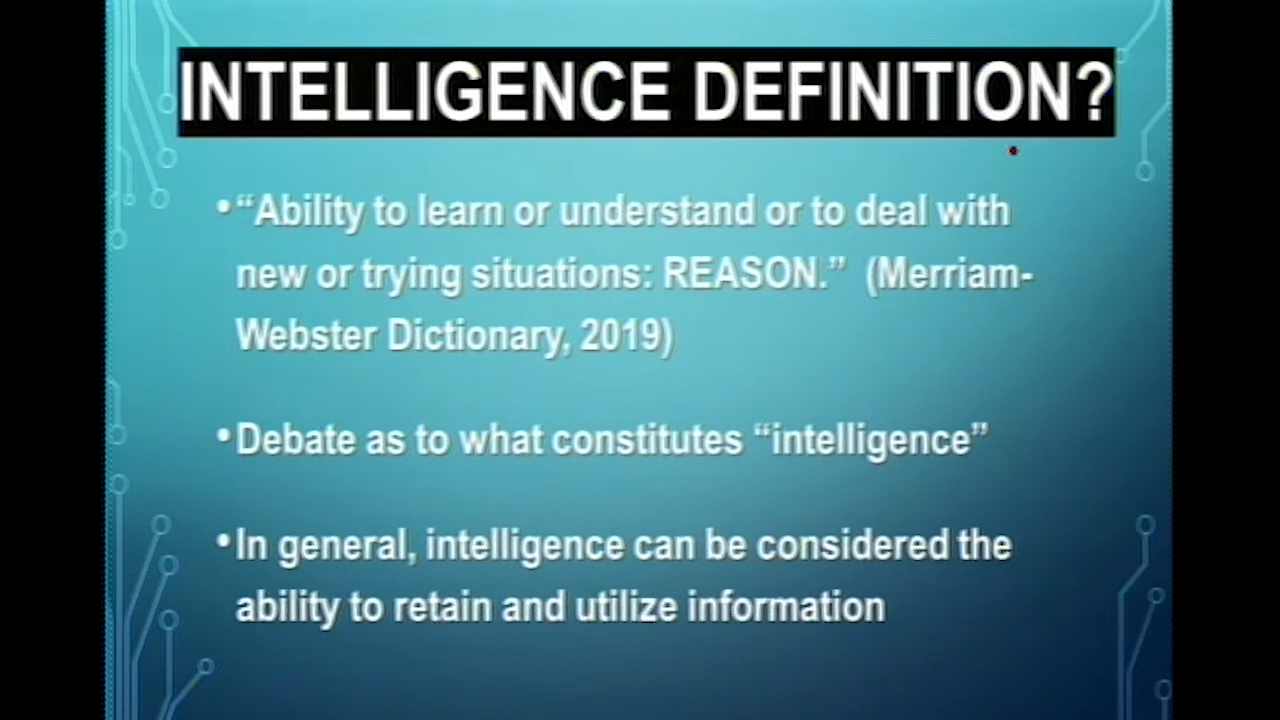 INTELLIGENCE DEFINITION?
•“Ability to learn or understand or to deal with
new or trying situations: REASON.” (Merriam-
Webster Dictionary, 2019)
•Debate as to what constitutes “intelligence”
•In general, intelligence can be considered the
ability to retain and utilize information